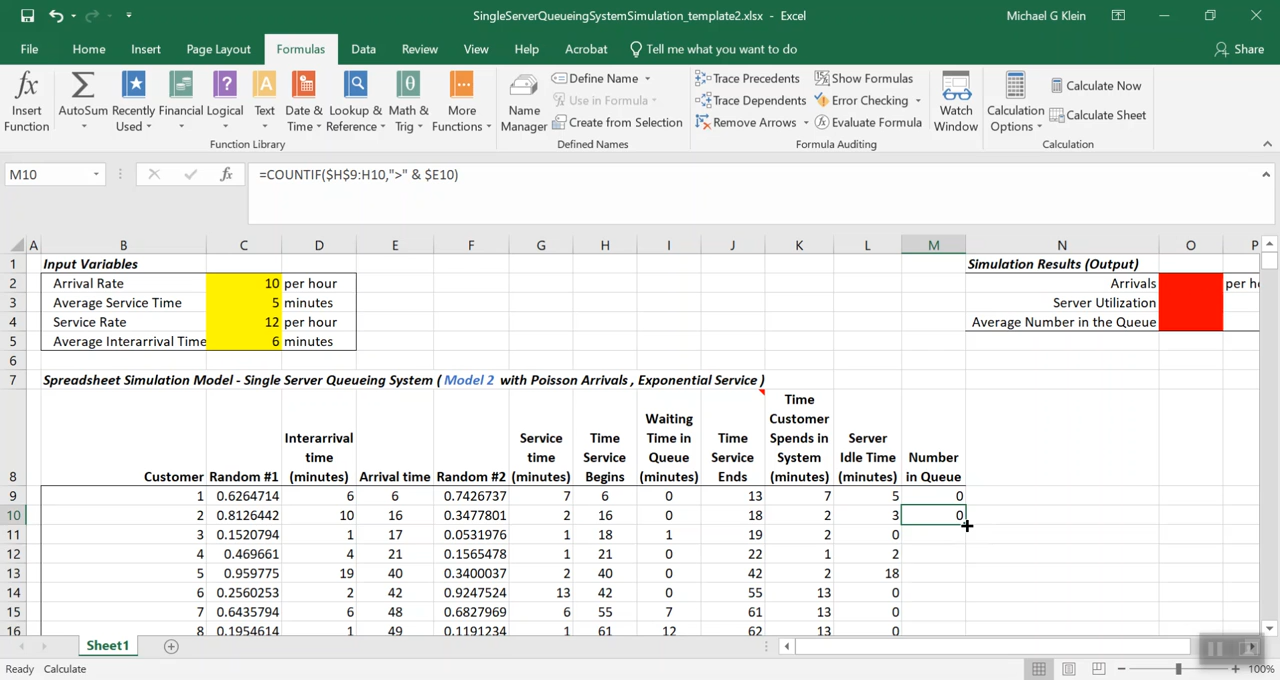 SingleServerQueueingSystemSimulation_template2.xlsx - Excel
Michael G Klein
File Home Insert Page Layout Formulas Data Review View Help Acrobat Tell me what you want to do Share
fx Insert Function
Σ AutoSum
Recently Used
Financial
Logical
Text
Date & Time
Lookup & Reference
Math & Trig
More Functions
Function Library
Name Manager
Define Name
Use in Formula
Create from Selection
Defined Names
Trace Precedents
Trace Dependents
Remove Arrows
Show Formulas
Error Checking
Evaluate Formula
Watch Window
Formula Auditing
Calculation Options
Calculate Now
Calculate Sheet
Calculation
M10 fx =COUNTIF($H$9:H10,">" & $E10)
A B C D E F G H I J K L M N O P
1 Input Variables Simulation Results (Output)
2 Arrival Rate 10 per hour Arrivals per h
3 Average Service Time 5 minutes Server Utilization
4 Service Rate 12 per hour Average Number in the Queue
5 Average Interarrival Time 6 minutes
6
7 Spreadsheet Simulation Model - Single Server Queueing System ( Model 2 with Poisson Arrivals , Exponential Service )
8 Customer Random #1 Interarrival time (minutes) Arrival time Random #2 Service time (minutes) Time Service Begins Waiting Time in Queue (minutes) Time Service Ends Time Customer Spends in System (minutes) Server Idle Time (minutes) Number in Queue
9 1 0.6264714 6 6 0.7426737 7 6 0 13 7 5 0
10 2 0.8126442 10 16 0.3477801 2 16 0 18 2 3 0
11 3 0.1520794 1 17 0.0531976 1 18 1 19 2 0
12 4 0.469661 4 21 0.1565478 1 21 0 22 1 2
13 5 0.959775 19 40 0.3400037 2 40 0 42 2 18
14 6 0.2560253 2 42 0.9247524 13 42 0 55 13 0
15 7 0.6435794 6 48 0.6827969 6 55 7 61 13 0
16 8 0.1954614 1 49 0.1191234 1 61 12 62 13 0
Sheet1
Ready Calculate 100%